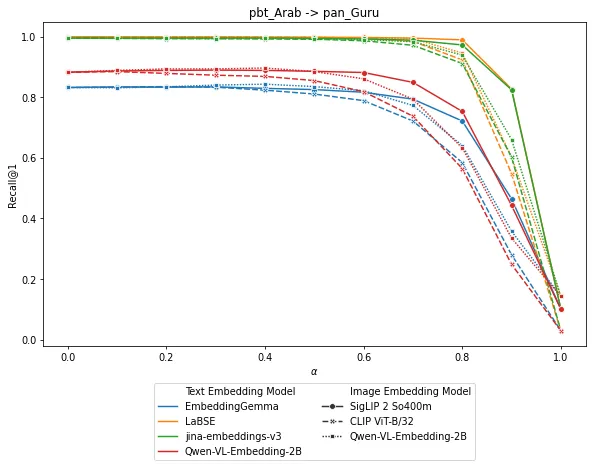 pbt_Arab -> pan_Guru
1.0
0.8
0.6
0.4
0.2
0.0
Recall@1
0.0 0.2 0.4 0.6 0.8 1.0
α
Text Embedding Model
EmbeddingGemma
LaBSE
jina-embeddings-v3
Qwen-VL-Embedding-2B
Image Embedding Model
SigLIP 2 So400m
CLIP ViT-B/32
Qwen-VL-Embedding-2B